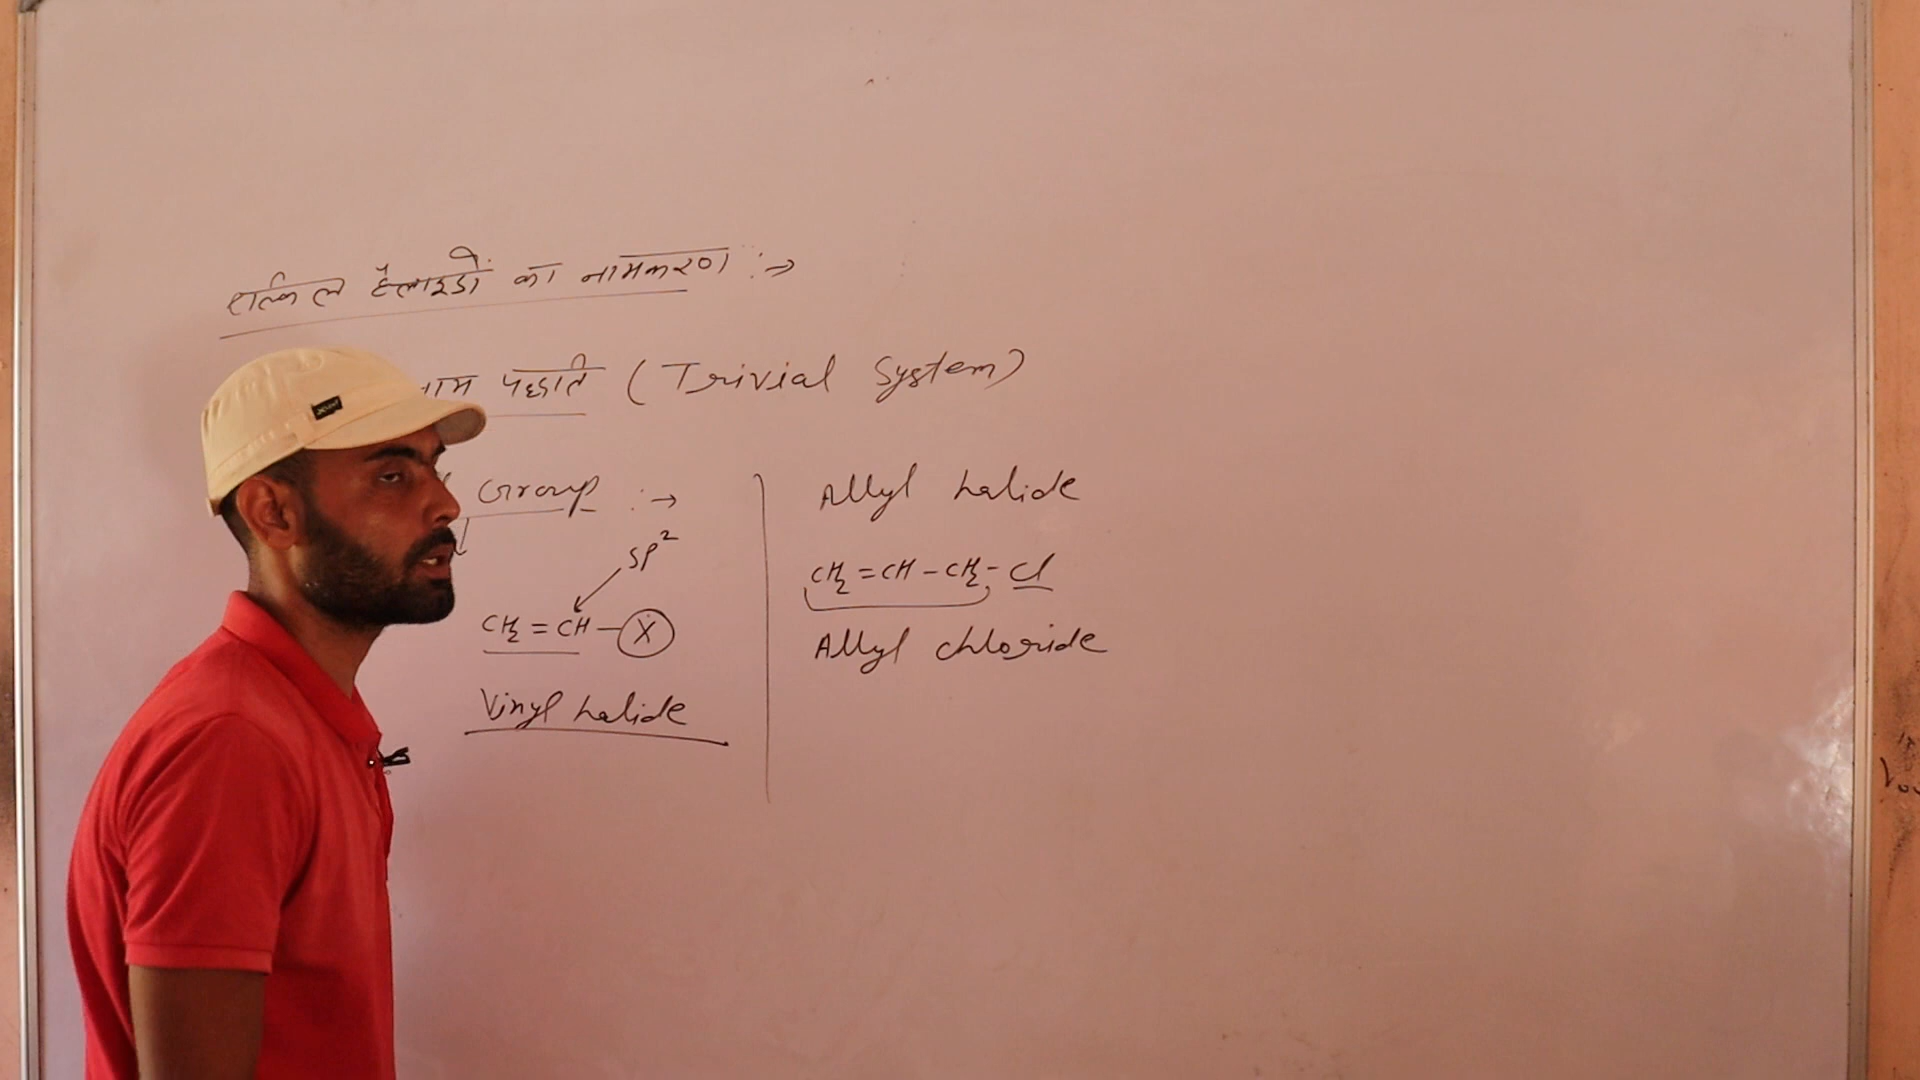 एल्किल हैलाइडों का नामकरण :→
नाम पद्धति (Trivial System)
Group :→
SP²
CH₂ = CH – X
Vinyl halide
Allyl halide
CH₂ = CH – CH₂ – Cl
Allyl chloride